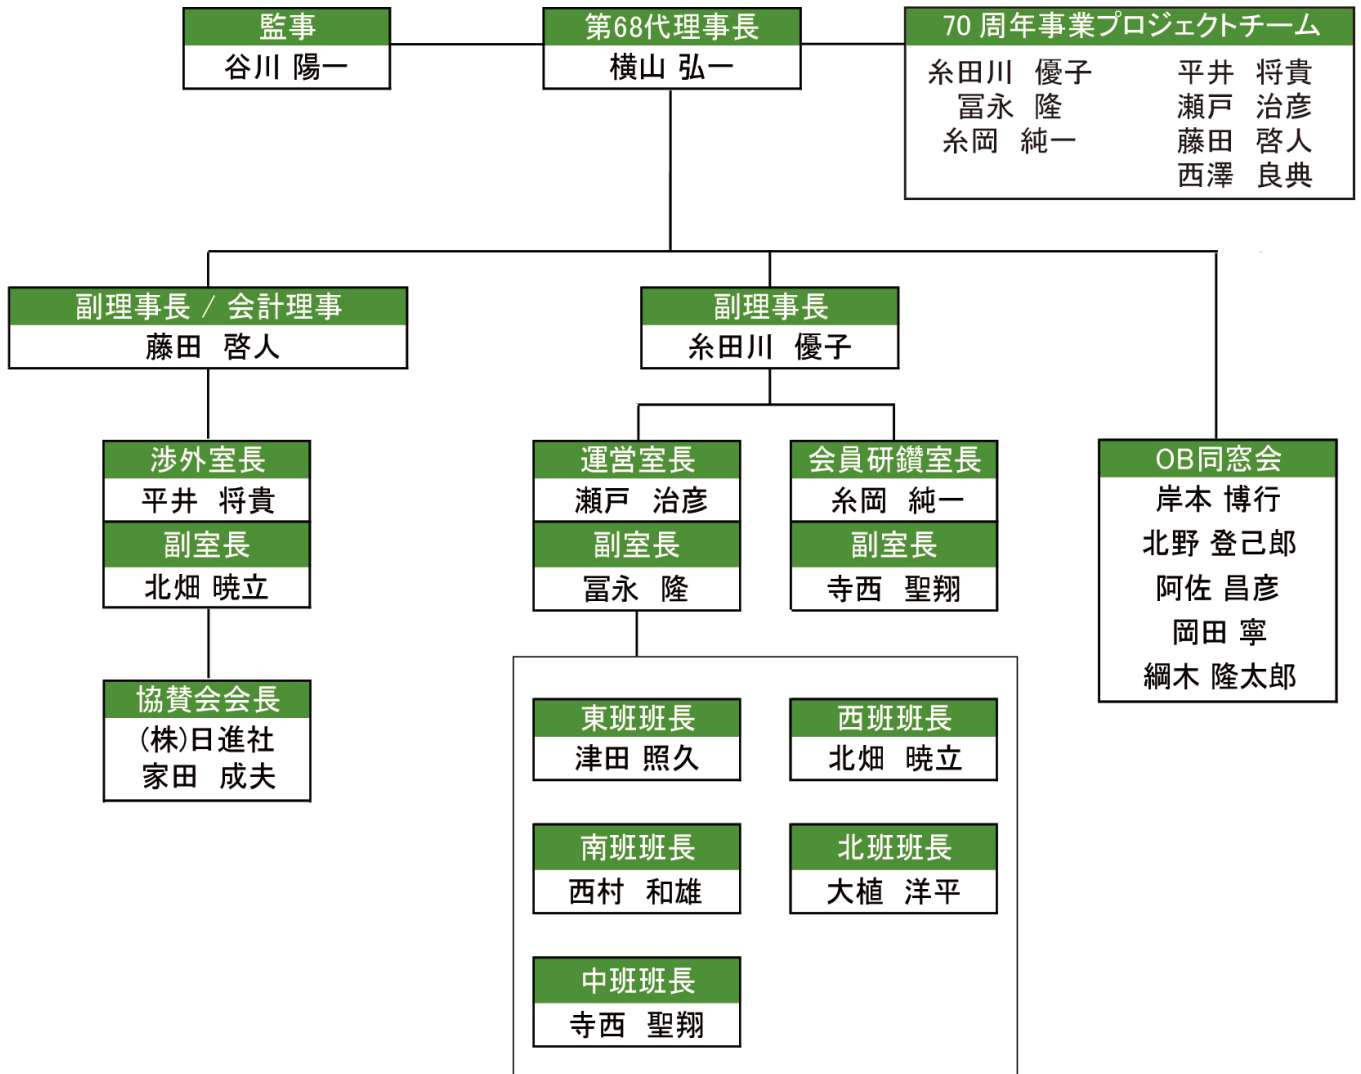 監事
谷川 陽一
第68代理事長
横山 弘一
70 周年事業プロジェクトチーム
糸田川 優子 平井 将貴
冨永 隆 瀬戸 治彦
糸岡 純一 藤田 啓人
西澤 良典
副理事長 / 会計理事
藤田 啓人
副理事長
糸田川 優子
渉外室長
平井 将貴
副室長
北畑 暁立
協賛会会長
(株)日進社
家田 成夫
運営室長
瀬戸 治彦
副室長
冨永 隆
会員研鑽室長
糸岡 純一
副室長
寺西 聖翔
OB同窓会
岸本 博行
北野 登己郎
阿佐 昌彦
岡田 寧
綱木 隆太郎
東班班長
津田 照久
西班班長
北畑 暁立
南班班長
西村 和雄
北班班長
大植 洋平
中班班長
寺西 聖翔